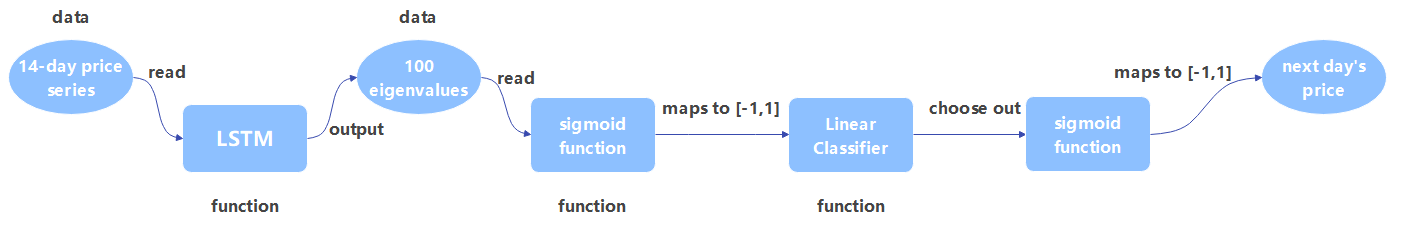 data
data
14-day price
series
read
LSTM
output
100
eigenvalues
read
sigmoid
function
maps to [-1,1]
Linear
Classifier
choose out
sigmoid
function
maps to [-1,1]
next day's
price
function
function
function